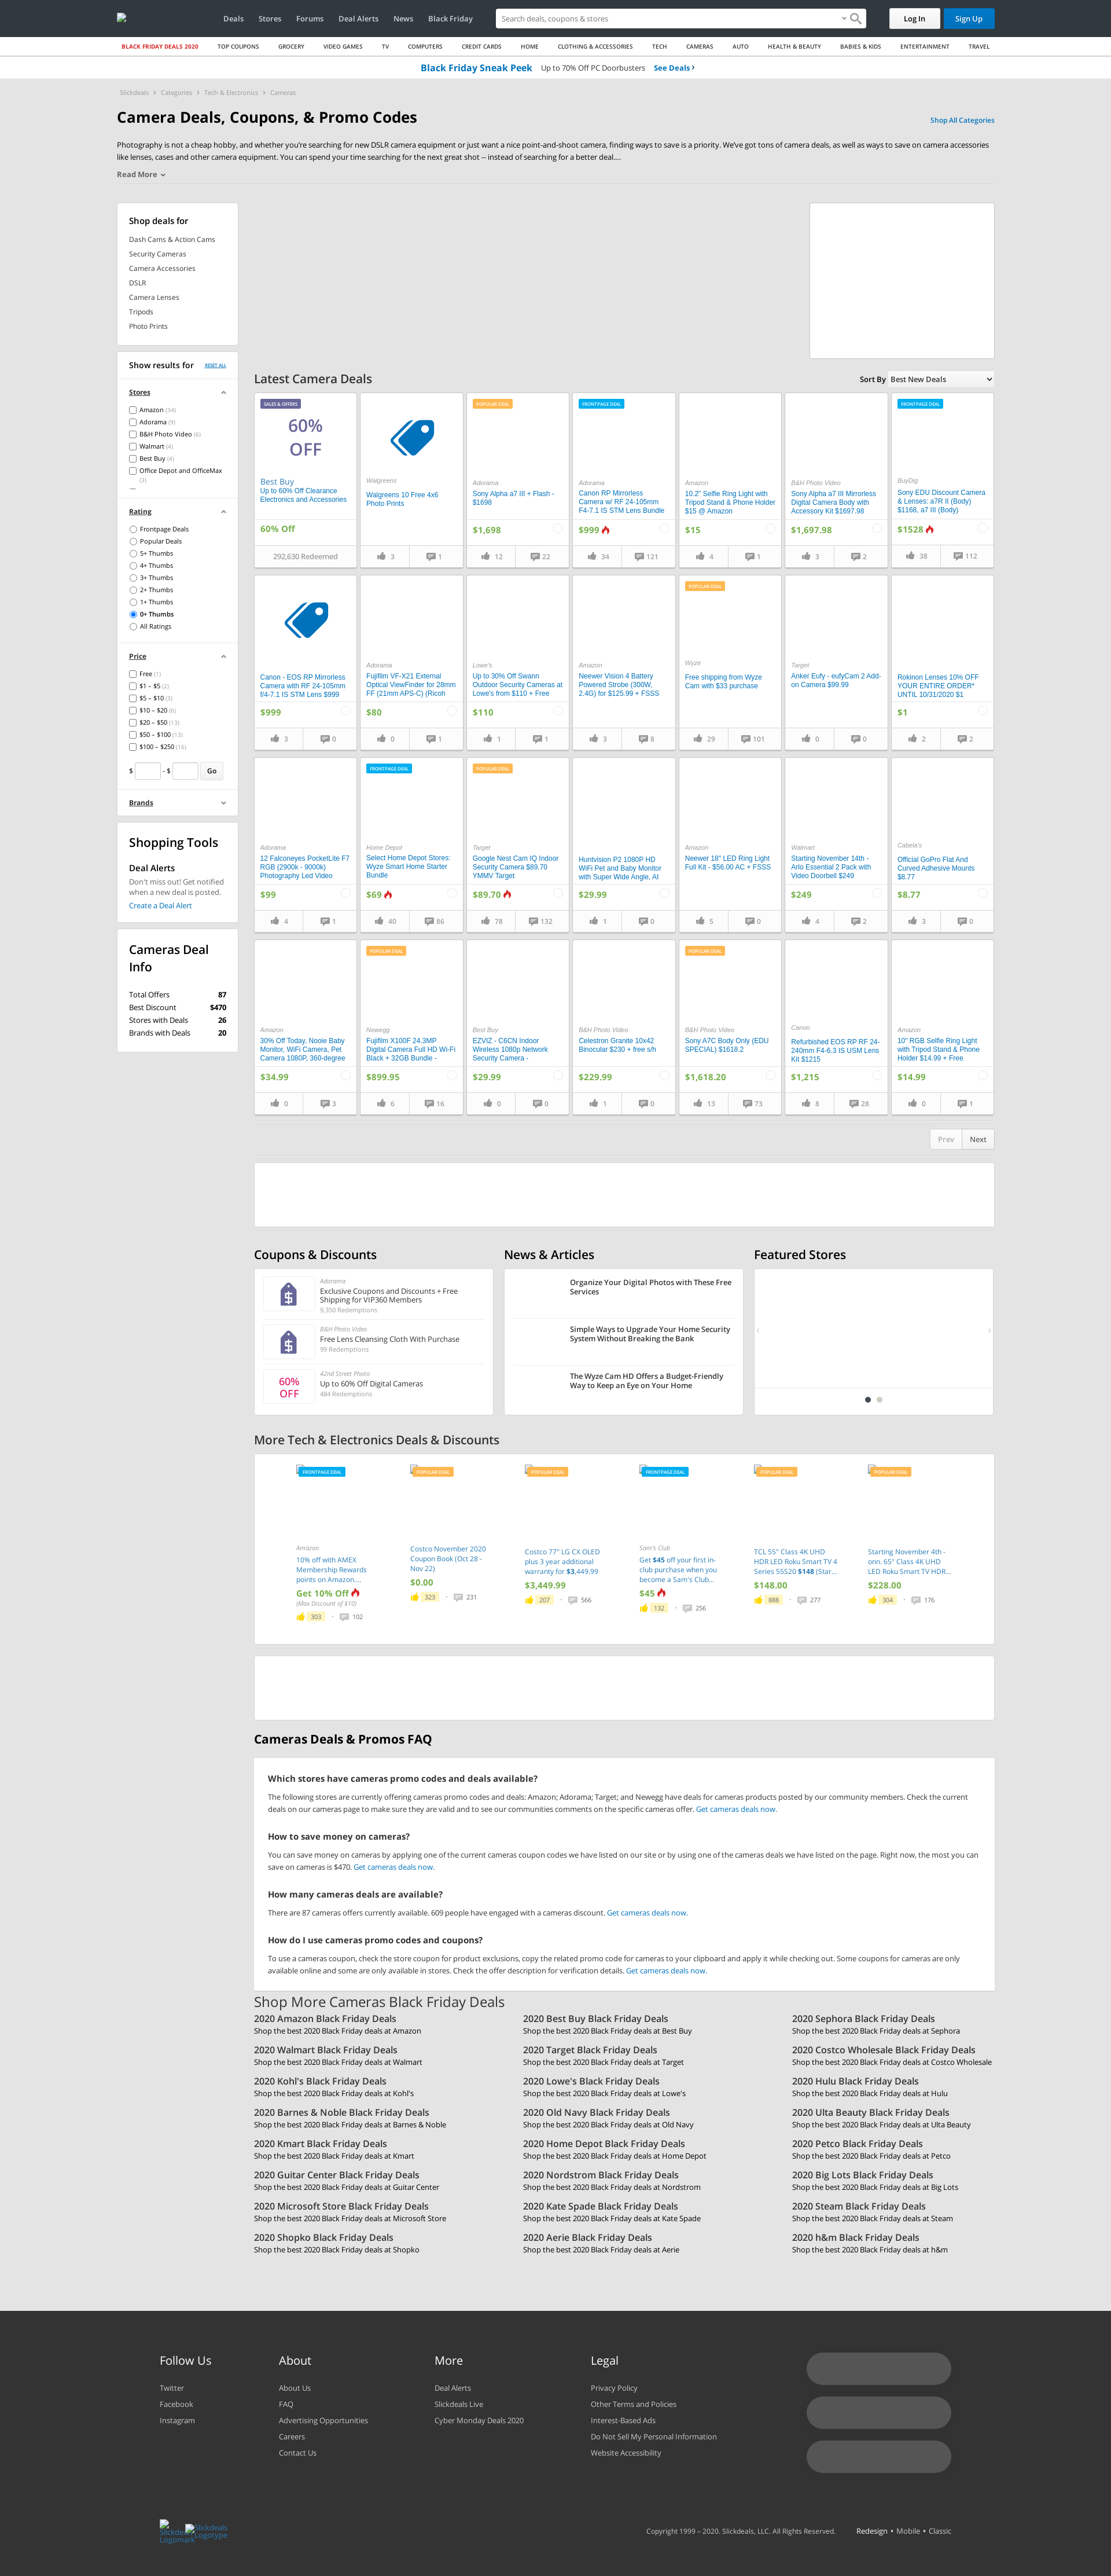 Deals Stores Forums Deal Alerts News Black Friday
Search deals, coupons & stores
Log In Sign Up
BLACK FRIDAY DEALS 2020 TOP COUPONS GROCERY VIDEO GAMES TV COMPUTERS CREDIT CARDS HOME CLOTHING & ACCESSORIES TECH CAMERAS AUTO HEALTH & BEAUTY BABIES & KIDS ENTERTAINMENT TRAVEL
Black Friday Sneak Peek Up to 70% Off PC Doorbusters See Deals
Slickdeals Categories Tech & Electronics Cameras
Camera Deals, Coupons, & Promo Codes
Shop All Categories
Photography is not a cheap hobby, and whether you're searching for new DSLR camera equipment or just want a nice point-and-shoot camera, finding ways to save is a priority. We've got tons of camera deals, as well as ways to save on camera accessories
like lenses, cases and other camera equipment. You can spend your time searching for the next great shot -- instead of searching for a better deal....
Read More
Shop deals for
Dash Cams & Action Cams
Security Cameras
Camera Accessories
DSLR
Camera Lenses
Tripods
Photo Prints
Show results for RESET ALL
Stores
Amazon (34)
Adorama (9)
B&H Photo Video (6)
Walmart (4)
Best Buy (4)
Office Depot and OfficeMax
(3)
Rating
Frontpage Deals
Popular Deals
5+ Thumbs
4+ Thumbs
3+ Thumbs
2+ Thumbs
1+ Thumbs
0+ Thumbs
All Ratings
Price
Free (1)
$1 – $5 (2)
$5 – $10 (3)
$10 – $20 (6)
$20 – $50 (13)
$50 – $100 (13)
$100 – $250 (16)
$ - $ Go
Brands
Shopping Tools
Deal Alerts
Don't miss out! Get notified
when a new deal is posted.
Create a Deal Alert
Cameras Deal
Info
Total Offers 87
Best Discount $470
Stores with Deals 26
Brands with Deals 20
Latest Camera Deals
Sort By Best New Deals
SALES & OFFERS
60%
OFF
Best Buy
Up to 60% Off Clearance
Electronics and Accessories
60% Off
292,630 Redeemed
Walgreens
Walgreens 10 Free 4x6
Photo Prints
3 1
POPULAR DEAL
Adorama
Sony Alpha a7 III + Flash -
$1698
$1,698
12 22
FRONTPAGE DEAL
Adorama
Canon RP Mirrorless
Camera w/ RF 24-105mm
F4-7.1 IS STM Lens Bundle
$999
34 121
Amazon
10.2" Selfie Ring Light with
Tripod Stand & Phone Holder
$15 @ Amazon
$15
4 1
B&H Photo Video
Sony Alpha a7 III Mirrorless
Digital Camera Body with
Accessory Kit $1697.98
$1,697.98
3 2
FRONTPAGE DEAL
BuyDig
Sony EDU Discount Camera
& Lenses: a7R II (Body)
$1168, a7 III (Body)
$1528
38 112
Canon - EOS RP Mirrorless
Camera with RF 24-105mm
f/4-7.1 IS STM Lens $999
$999
3 0
Adorama
Fujifilm VF-X21 External
Optical ViewFinder for 28mm
FF (21mm APS-C) (Ricoh
$80
0 1
Lowe's
Up to 30% Off Swann
Outdoor Security Cameras at
Lowe's from $110 + Free
$110
1 1
Amazon
Neewer Vision 4 Battery
Powered Strobe (300W,
2.4G) for $125.99 + FSSS
3 8
POPULAR DEAL
Wyze
Free shipping from Wyze
Cam with $33 purchase
29 101
Target
Anker Eufy - eufyCam 2 Add-
on Camera $99.99
0 0
Rokinon Lenses 10% OFF
YOUR ENTIRE ORDER*
UNTIL 10/31/2020 $1
$1
2 2
Adorama
12 Falconeyes PocketLite F7
RGB (2900k - 9000k)
Photography Led Video
$99
4 1
FRONTPAGE DEAL
Home Depot
Select Home Depot Stores:
Wyze Smart Home Starter
Bundle
$69
40 86
POPULAR DEAL
Target
Google Nest Cam IQ Indoor
Security Camera $89.70
YMMV Target
$89.70
78 132
Huntvision P2 1080P HD
WiFi Pet and Baby Monitor
with Super Wide Angle, AI
$29.99
1 0
Amazon
Neewer 18" LED Ring Light
Full Kit - $56.00 AC + FSSS
5 0
Walmart
Starting November 14th -
Arlo Essential 2 Pack with
Video Doorbell $249
$249
4 2
Cabela's
Official GoPro Flat And
Curved Adhesive Mounts
$8.77
$8.77
3 0
Amazon
30% Off Today, Nooie Baby
Monitor, WiFi Camera, Pet
Camera 1080P, 360-degree
$34.99
0 3
POPULAR DEAL
Newegg
Fujifilm X100F 24.3MP
Digital Camera Full HD Wi-Fi
Black + 32GB Bundle -
$899.95
6 16
Best Buy
EZVIZ - C6CN Indoor
Wireless 1080p Network
Security Camera -
$29.99
0 0
B&H Photo Video
Celestron Granite 10x42
Binocular $230 + free s/h
$229.99
1 0
POPULAR DEAL
B&H Photo Video
Sony A7C Body Only (EDU
SPECIAL) $1618.2
$1,618.20
13 73
Canon
Refurbished EOS RP RF 24-
240mm F4-6.3 IS USM Lens
Kit $1215
$1,215
8 28
Amazon
10" RGB Selfie Ring Light
with Tripod Stand & Phone
Holder $14.99 + Free
$14.99
0 1
Prev Next
Coupons & Discounts
Adorama
Exclusive Coupons and Discounts + Free
Shipping for VIP360 Members
9,350 Redemptions
B&H Photo Video
Free Lens Cleansing Cloth With Purchase
99 Redemptions
60%
OFF
42nd Street Photo
Up to 60% Off Digital Cameras
484 Redemptions
News & Articles
Organize Your Digital Photos with These Free
Services
Simple Ways to Upgrade Your Home Security
System Without Breaking the Bank
The Wyze Cam HD Offers a Budget-Friendly
Way to Keep an Eye on Your Home
Featured Stores
More Tech & Electronics Deals & Discounts
FRONTPAGE DEAL
Amazon
10% off with AMEX
Membership Rewards
points on Amazon....
Get 10% Off
(Max Discount of $10)
303 · 102
POPULAR DEAL
Costco November 2020
Coupon Book (Oct 28 -
Nov 22)
$0.00
323 · 231
POPULAR DEAL
Costco 77" LG CX OLED
plus 3 year additional
warranty for $3,449.99
$3,449.99
207 · 566
FRONTPAGE DEAL
Sam's Club
Get $45 off your first in-
club purchase when you
become a Sam's Club...
$45
132 · 256
POPULAR DEAL
TCL 55" Class 4K UHD
HDR LED Roku Smart TV 4
Series 55S20 $148 (Star...
$148.00
888 · 277
POPULAR DEAL
Starting November 4th -
onn. 65" Class 4K UHD
LED Roku Smart TV HDR...
$228.00
304 · 176
Cameras Deals & Promos FAQ
Which stores have cameras promo codes and deals available?
The following stores are currently offering cameras promo codes and deals: Amazon; Adorama; Target; and Newegg have deals for cameras products posted by our community members. Check the current
deals on our cameras page to make sure they are valid and to see our communities comments on the specific cameras offer. Get cameras deals now.
How to save money on cameras?
You can save money on cameras by applying one of the current cameras coupon codes we have listed on our site or by using one of the cameras deals we have listed on the page. Right now, the most you can
save on cameras is $470. Get cameras deals now.
How many cameras deals are available?
There are 87 cameras offers currently available. 609 people have engaged with a cameras discount. Get cameras deals now.
How do I use cameras promo codes and coupons?
To use a cameras coupon, check the store coupon for product exclusions, copy the related promo code for cameras to your clipboard and apply it while checking out. Some coupons for cameras are only
available online and some are only available in stores. Check the offer description for verification details. Get cameras deals now.
Shop More Cameras Black Friday Deals
2020 Amazon Black Friday Deals
Shop the best 2020 Black Friday deals at Amazon
2020 Best Buy Black Friday Deals
Shop the best 2020 Black Friday deals at Best Buy
2020 Sephora Black Friday Deals
Shop the best 2020 Black Friday deals at Sephora
2020 Walmart Black Friday Deals
Shop the best 2020 Black Friday deals at Walmart
2020 Target Black Friday Deals
Shop the best 2020 Black Friday deals at Target
2020 Costco Wholesale Black Friday Deals
Shop the best 2020 Black Friday deals at Costco Wholesale
2020 Kohl's Black Friday Deals
Shop the best 2020 Black Friday deals at Kohl's
2020 Lowe's Black Friday Deals
Shop the best 2020 Black Friday deals at Lowe's
2020 Hulu Black Friday Deals
Shop the best 2020 Black Friday deals at Hulu
2020 Barnes & Noble Black Friday Deals
Shop the best 2020 Black Friday deals at Barnes & Noble
2020 Old Navy Black Friday Deals
Shop the best 2020 Black Friday deals at Old Navy
2020 Ulta Beauty Black Friday Deals
Shop the best 2020 Black Friday deals at Ulta Beauty
2020 Kmart Black Friday Deals
Shop the best 2020 Black Friday deals at Kmart
2020 Home Depot Black Friday Deals
Shop the best 2020 Black Friday deals at Home Depot
2020 Petco Black Friday Deals
Shop the best 2020 Black Friday deals at Petco
2020 Guitar Center Black Friday Deals
Shop the best 2020 Black Friday deals at Guitar Center
2020 Nordstrom Black Friday Deals
Shop the best 2020 Black Friday deals at Nordstrom
2020 Big Lots Black Friday Deals
Shop the best 2020 Black Friday deals at Big Lots
2020 Microsoft Store Black Friday Deals
Shop the best 2020 Black Friday deals at Microsoft Store
2020 Kate Spade Black Friday Deals
Shop the best 2020 Black Friday deals at Kate Spade
2020 Steam Black Friday Deals
Shop the best 2020 Black Friday deals at Steam
2020 Shopko Black Friday Deals
Shop the best 2020 Black Friday deals at Shopko
2020 Aerie Black Friday Deals
Shop the best 2020 Black Friday deals at Aerie
2020 h&m Black Friday Deals
Shop the best 2020 Black Friday deals at h&m
Follow Us
Twitter
Facebook
Instagram
About
About Us
FAQ
Advertising Opportunities
Careers
Contact Us
More
Deal Alerts
Slickdeals Live
Cyber Monday Deals 2020
Legal
Privacy Policy
Other Terms and Policies
Interest-Based Ads
Do Not Sell My Personal Information
Website Accessibility
Slickdeals
Logomark
Slickdeals
Logotype
Copyright 1999 – 2020. Slickdeals, LLC. All Rights Reserved. Redesign • Mobile • Classic